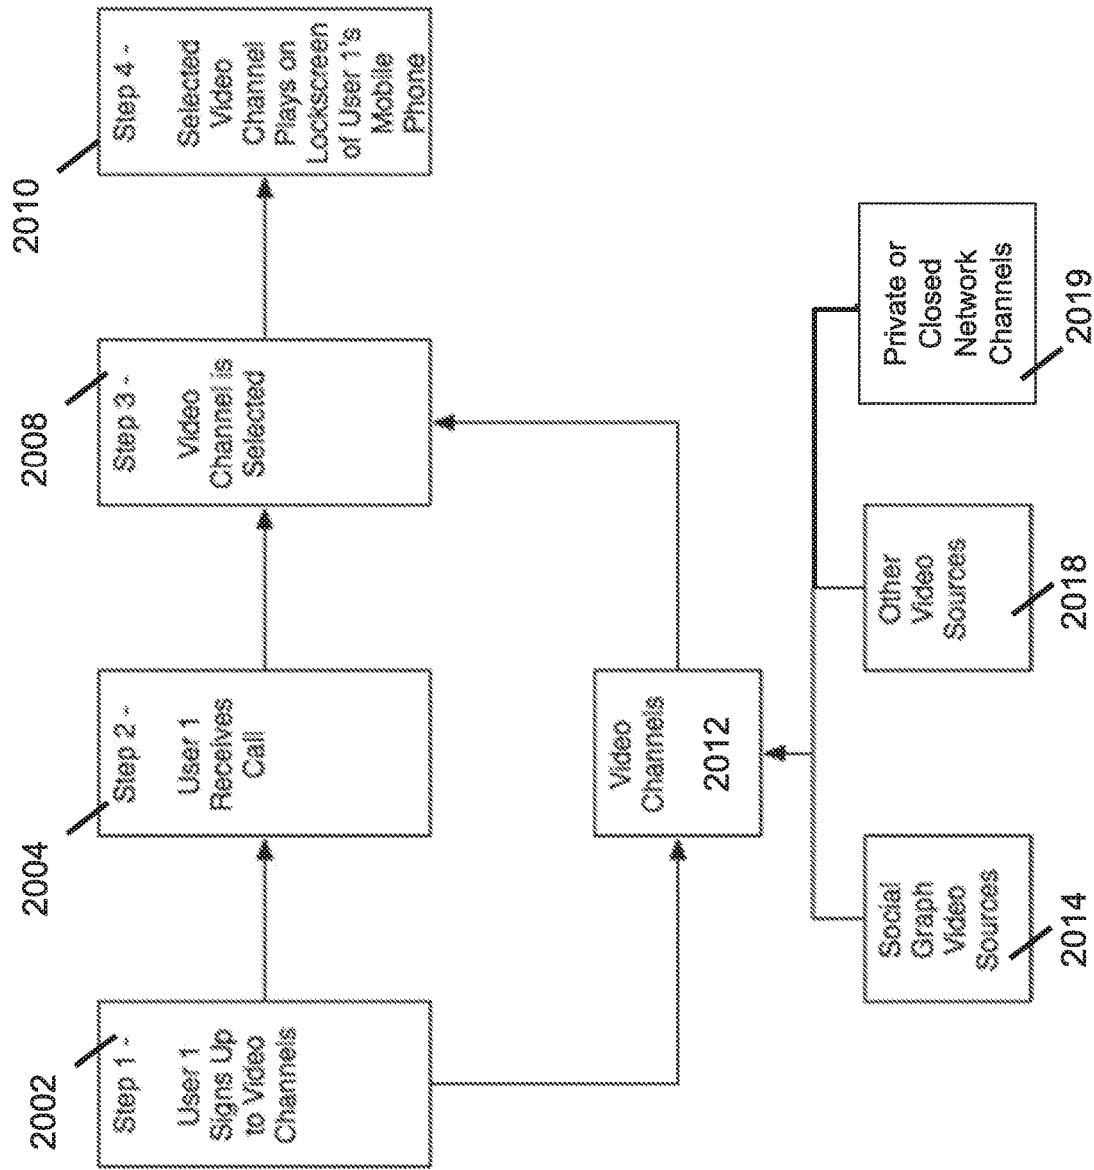 2002
Step 1 -
User 1
Signs Up
to Video
Channels
2004
Step 2 -
User 1
Receives
Call
2008
Step 3 -
Video
Channel is
Selected
2010
Step 4 -
Selected
Video
Channel
Plays on
Lockscreen
of User 1's
Mobile
Phone
Video
Channels
2012
Social
Graph
Video
Sources
2014
Other
Video
Sources
2018
Private or
Closed
Network
Channels
2019